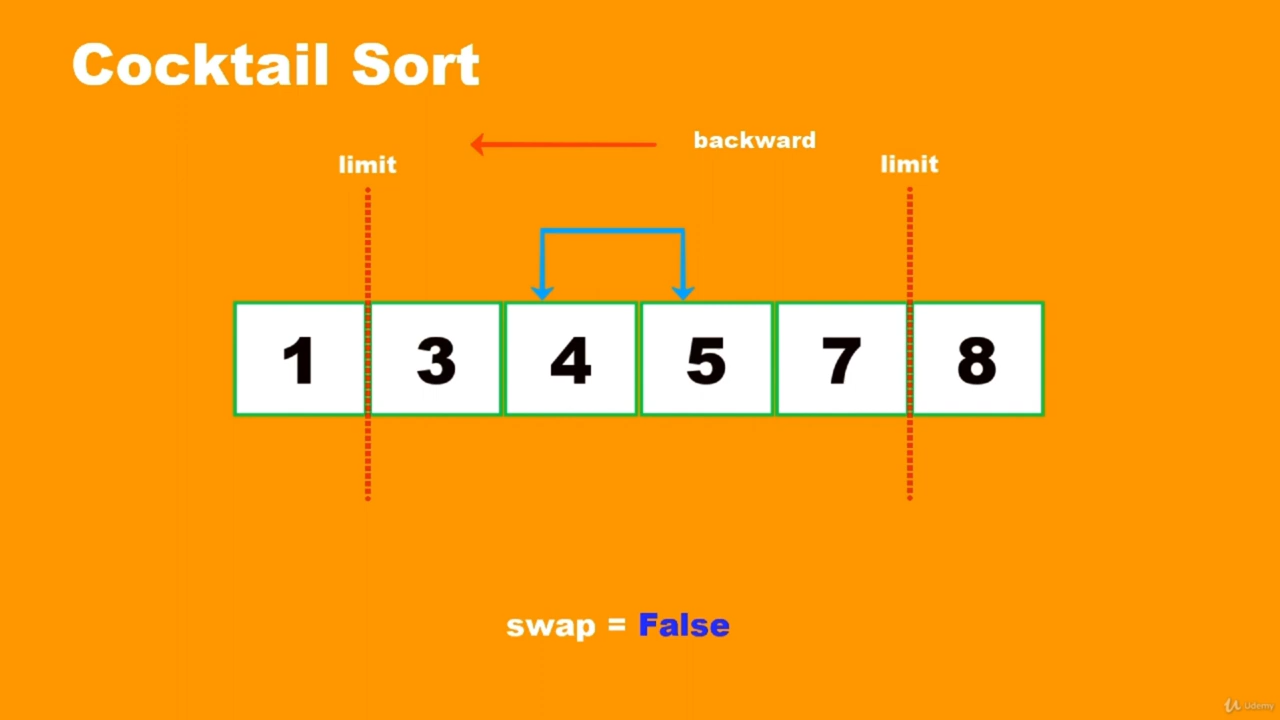 Cocktail Sort
backward
limit
limit
1 3 4 5 7 8
swap = False
Udemy